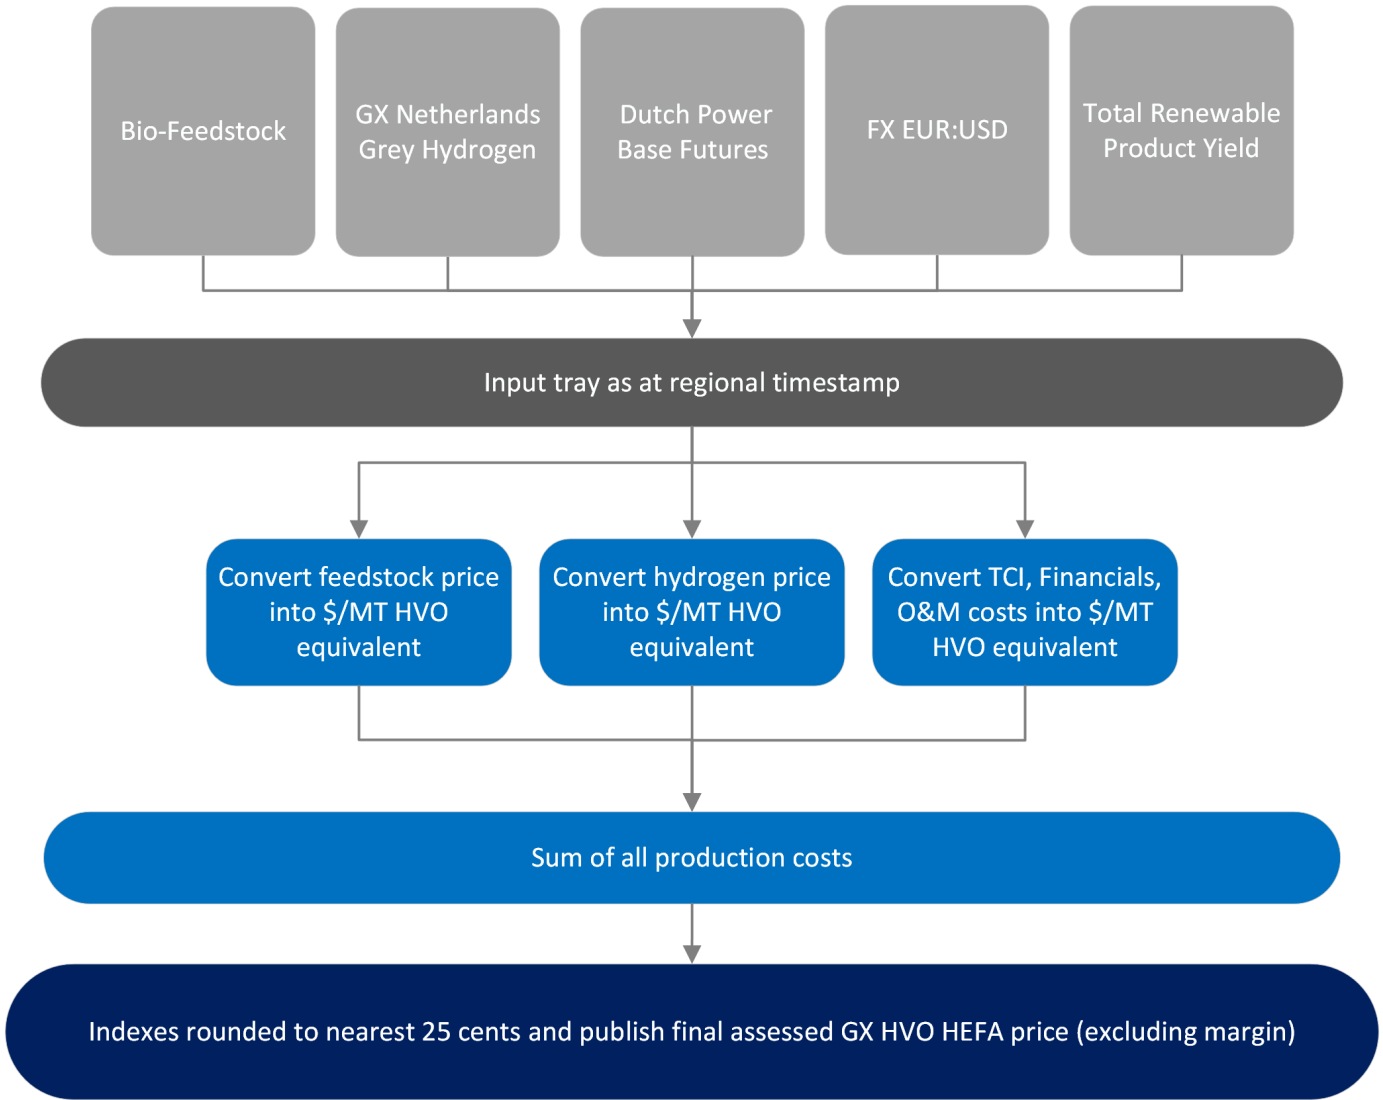 Bio-Feedstock
GX Netherlands
Grey Hydrogen
Dutch Power
Base Futures
FX EUR:USD
Total Renewable
Product Yield
Input tray as at regional timestamp
Convert feedstock price
into $/MT HVO
equivalent
Convert hydrogen price
into $/MT HVO
equivalent
Convert TCI, Financials,
O&M costs into $/MT
HVO equivalent
Sum of all production costs
Indexes rounded to nearest 25 cents and publish final assessed GX HVO HEFA price (excluding margin)